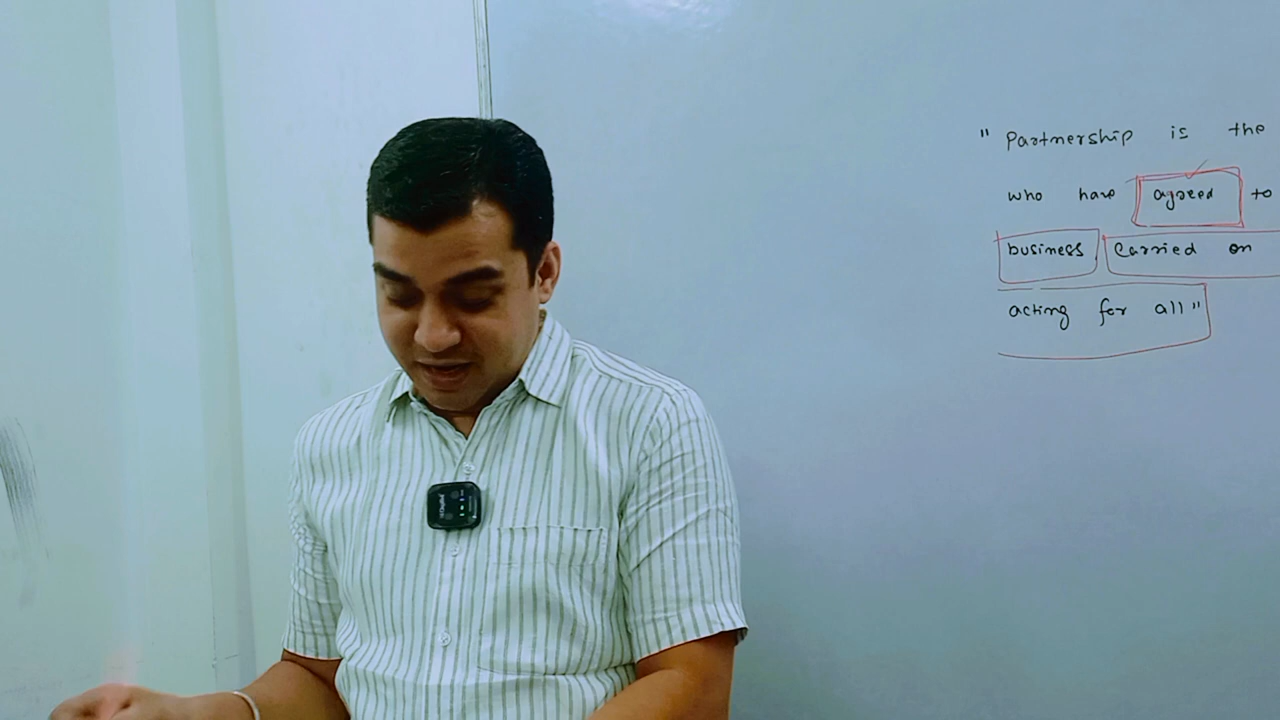 " Partnership is the
who have agreed to
business carried on
acting for all "